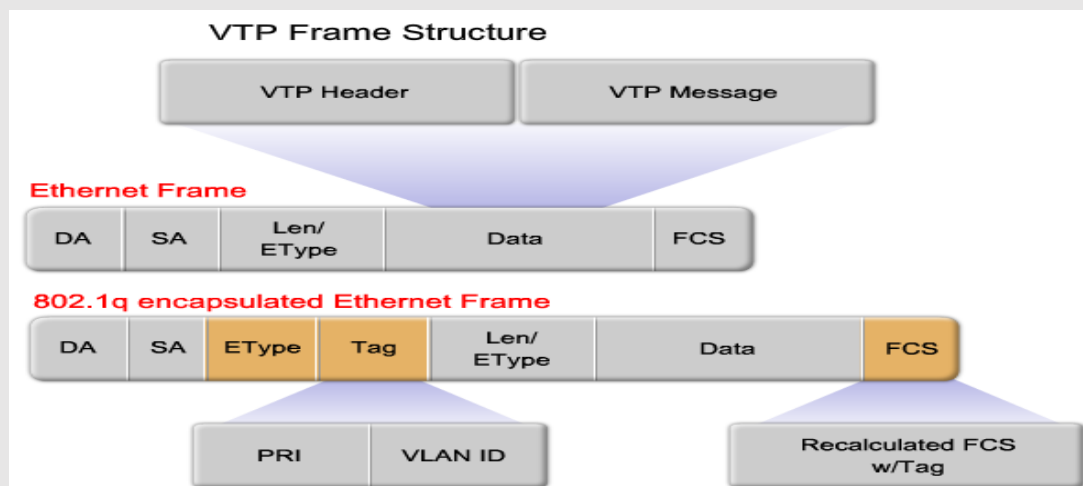 VTP Frame Structure
VTP Header VTP Message
Ethernet Frame
DA SA Len/ EType Data FCS
802.1q encapsulated Ethernet Frame
DA SA EType Tag Len/ EType Data FCS
PRI VLAN ID Recalculated FCS w/Tag